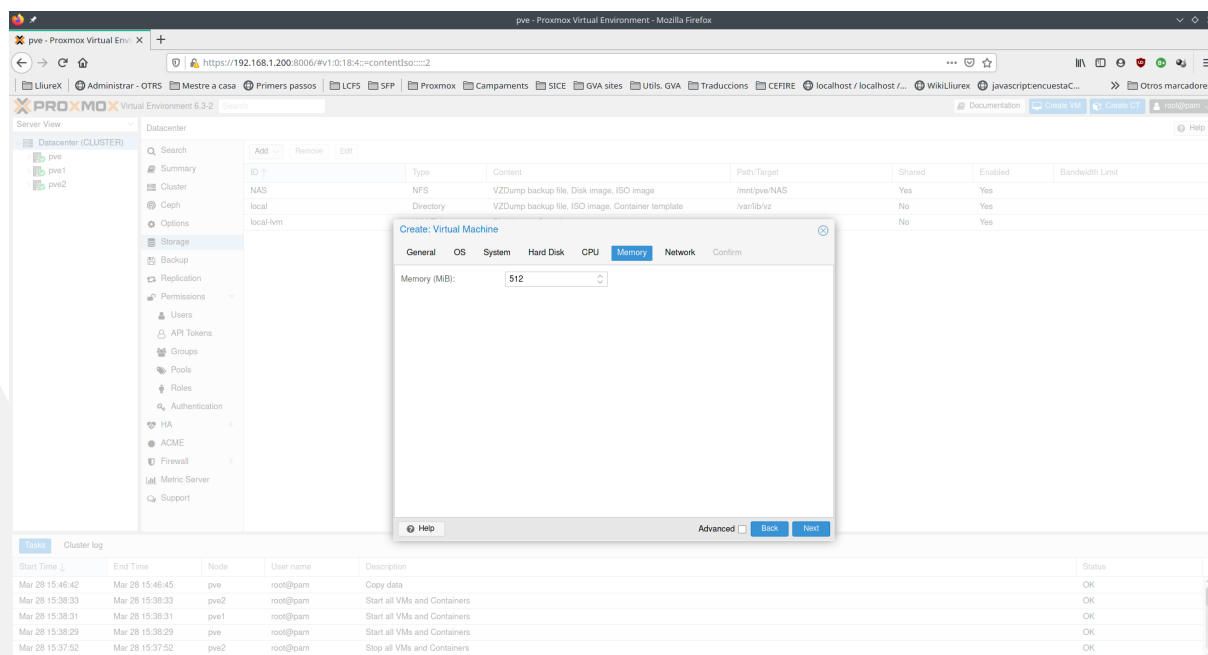 pve - Proxmox Virtual Environment - Mozilla Firefox
pve - Proxmox Virtual Envi
https://192.168.1.200:8006/#v1:0:18:4::=contentIso:::::2
LliureX Administrar - OTRS Mestre a casa Primers passos LCFS SFP Proxmox Campaments SICE GVA sites Utils. GVA Traduccions CEFIRE localhost / localhost /... WikiLliurex javascript:encuestaC... Otros marcadores
PROXMOX Virtual Environment 6.3-2 Search Documentation Create VM Create CT root@pam
Server View Datacenter Help
Datacenter (CLUSTER)
pve
pve1
pve2
Search
Summary
Cluster
Ceph
Options
Storage
Backup
Replication
Permissions
Users
API Tokens
Groups
Pools
Roles
Authentication
HA
ACME
Firewall
Metric Server
Support
Add Remove Edit
ID Type Content Path/Target Shared Enabled Bandwidth Limit
NAS NFS VZDump backup file, Disk image, ISO image /mnt/pve/NAS Yes Yes
local Directory VZDump backup file, ISO image, Container template /var/lib/vz No Yes
local-lvm No Yes
Create: Virtual Machine
General OS System Hard Disk CPU Memory Network Confirm
Memory (MiB): 512
Help Advanced Back Next
Tasks Cluster log
Start Time End Time Node User name Description Status
Mar 28 15:46:42 Mar 28 15:46:45 pve root@pam Copy data OK
Mar 28 15:38:33 Mar 28 15:38:33 pve2 root@pam Start all VMs and Containers OK
Mar 28 15:38:31 Mar 28 15:38:31 pve1 root@pam Start all VMs and Containers OK
Mar 28 15:38:29 Mar 28 15:38:29 pve root@pam Start all VMs and Containers OK
Mar 28 15:37:52 Mar 28 15:37:52 pve2 root@pam Stop all VMs and Containers OK